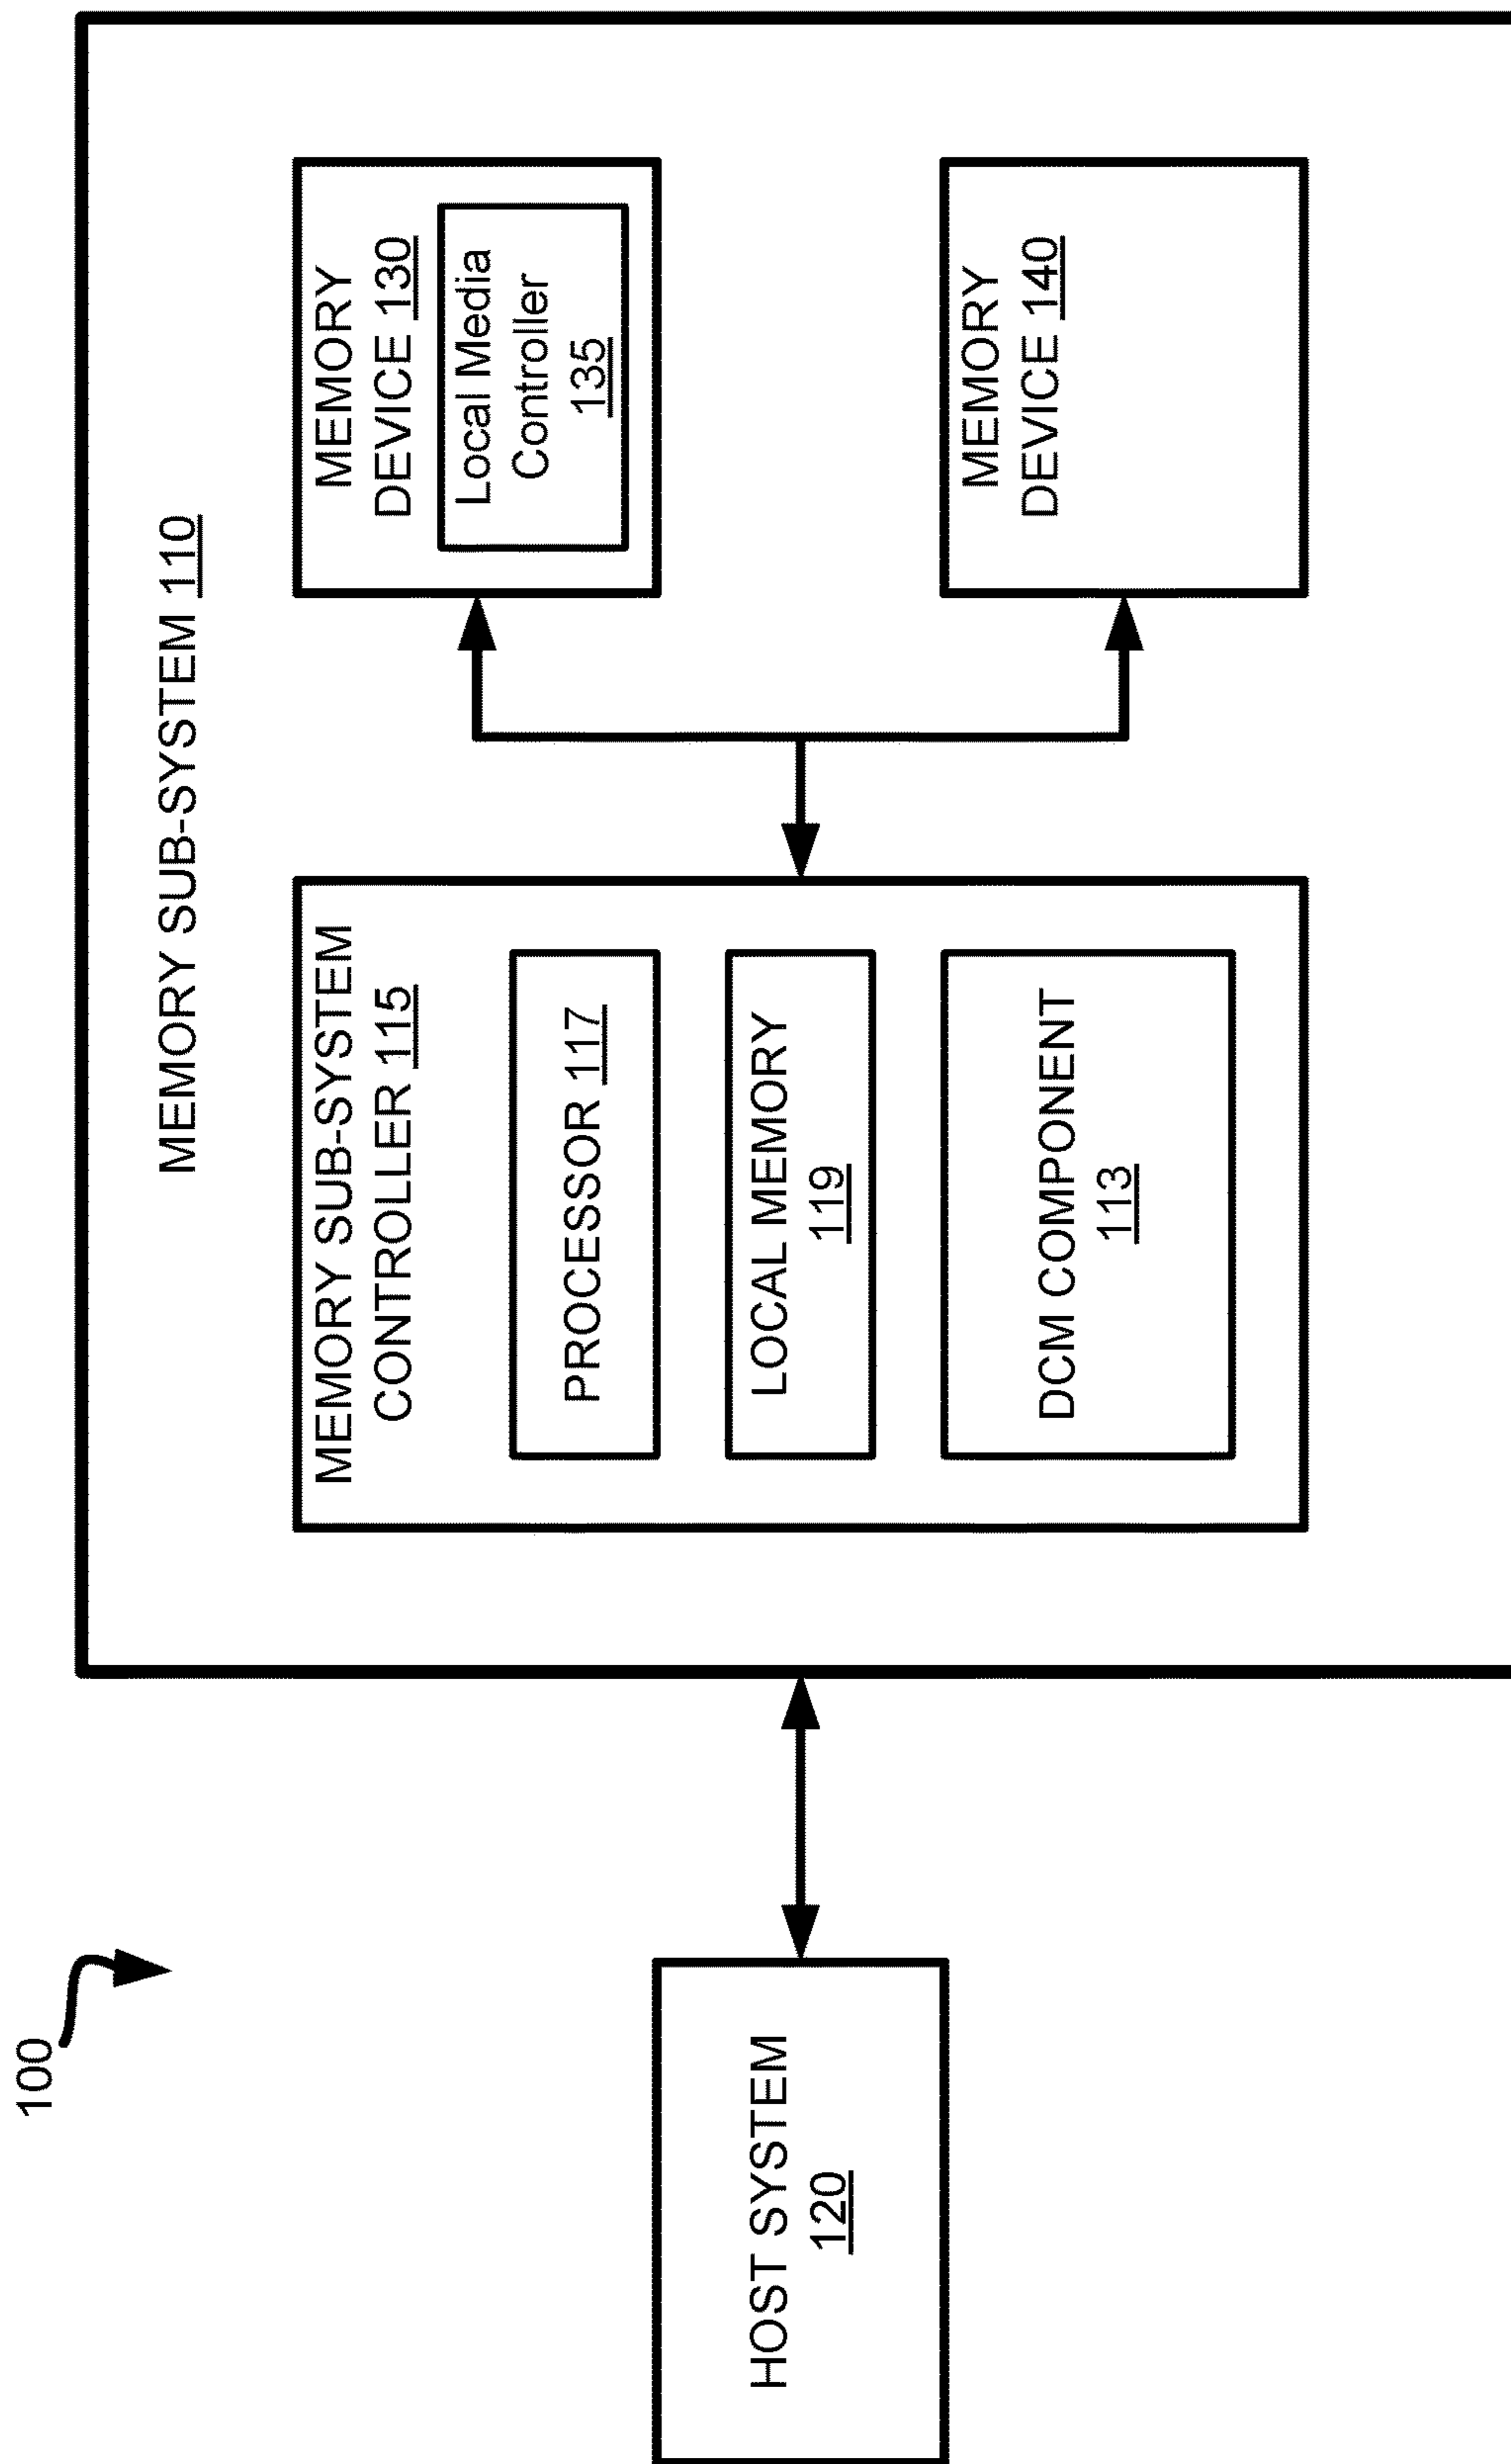 100
MEMORY SUB-SYSTEM 110
HOST SYSTEM
120
MEMORY SUB-SYSTEM
CONTROLLER 115
PROCESSOR 117
LOCAL MEMORY
119
DCM COMPONENT
113
MEMORY
DEVICE 130
Local Media
Controller
135
MEMORY
DEVICE 140